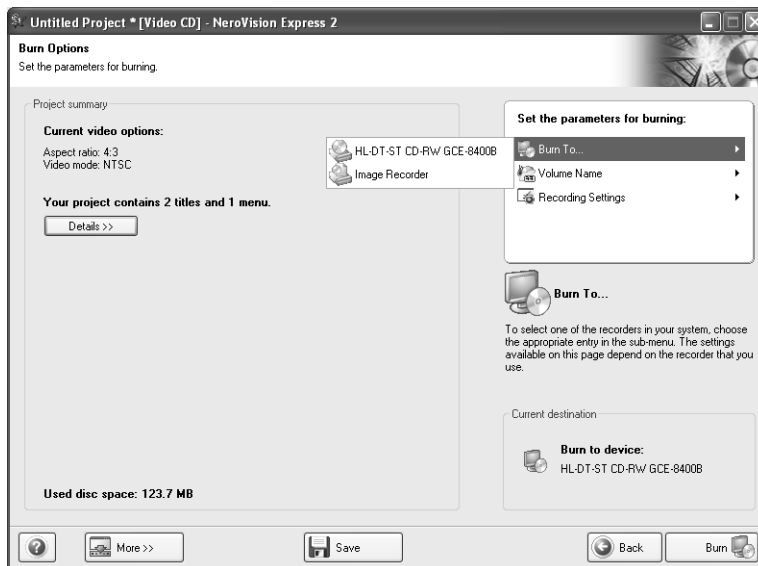 Untitled Project * [Video CD] - NeroVision Express 2
Burn Options
Set the parameters for burning.
Project summary
Current video options:
Aspect ratio: 4:3
Video mode: NTSC
Your project contains 2 titles and 1 menu.
Details >>
Used disc space: 123.7 MB
HL-DT-ST CD-RW GCE-8400B
Image Recorder
Set the parameters for burning:
Burn To...
Volume Name
Recording Settings
Burn To...
To select one of the recorders in your system, choose
the appropriate entry in the sub-menu. The settings
available on this page depend on the recorder that you
use.
Current destination
Burn to device:
HL-DT-ST CD-RW GCE-8400B
More >>
Save
Back
Burn